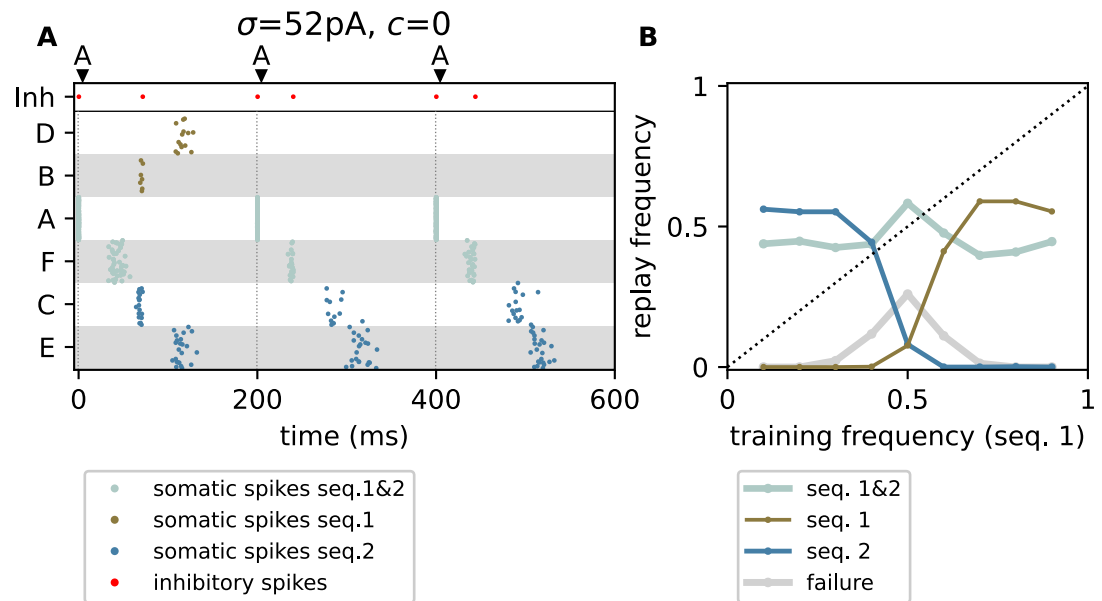 σ=52pA, c=0
A
B
A A A
Inh
D
B
A
F
C
E
0 200 400 600
time (ms)
somatic spikes seq.1&2
somatic spikes seq.1
somatic spikes seq.2
inhibitory spikes
1
0.5
0
replay frequency
0 0.5 1
training frequency (seq. 1)
seq. 1&2
seq. 1
seq. 2
failure